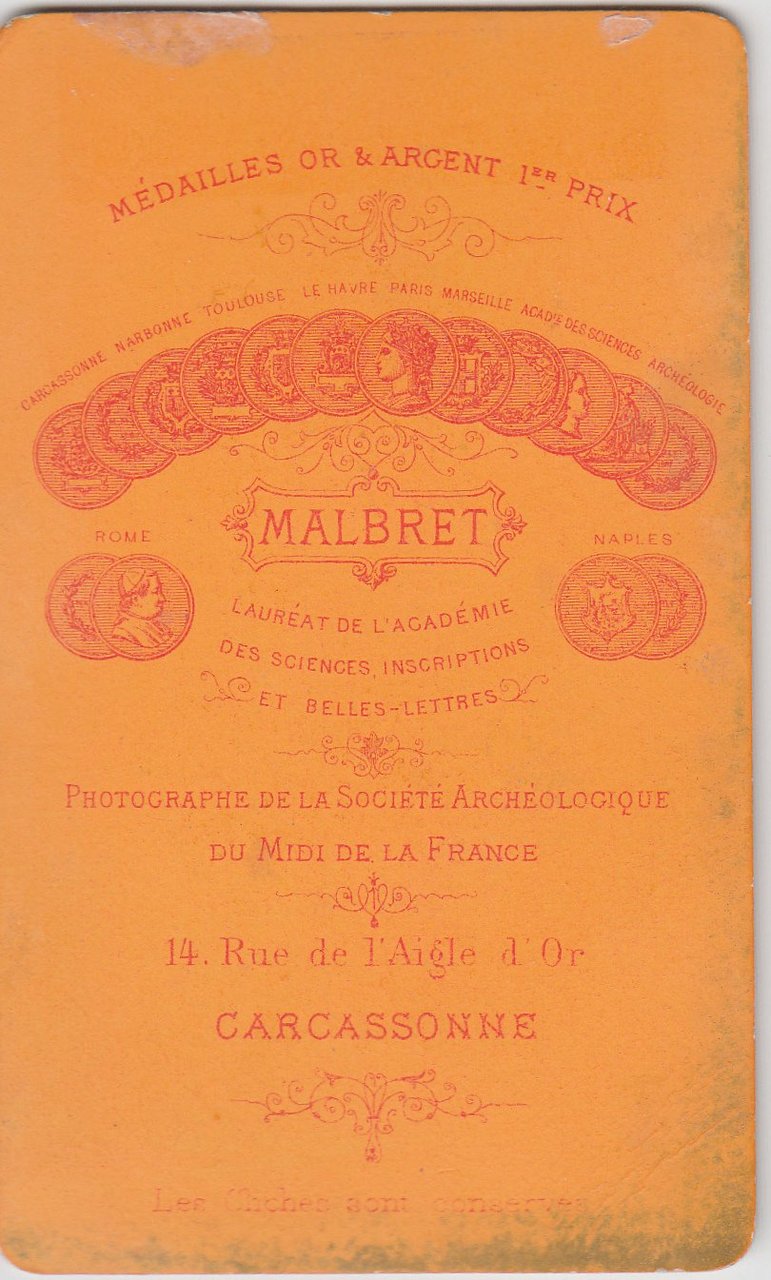 MÉDAILLES OR & ARGENT 1ER PRIX
CARCASSONNE NARBONNE TOULOUSE LE HAVRE PARIS MARSEILLE ACADIE DES SCIENCES ARCHÉOLOGIE
MALBRET
ROME
NAPLES
LAURÉAT DE L'ACADÉMIE
DES SCIENCES, INSCRIPTIONS
ET BELLES-LETTRES
PHOTOGRAPHE DE LA SOCIÉTÉ ARCHÉOLOGIQUE
DU MIDI DE LA FRANCE
14. Rue de l'Aigle d'Or
CARCASSONNE
Les Clichés sont conservés